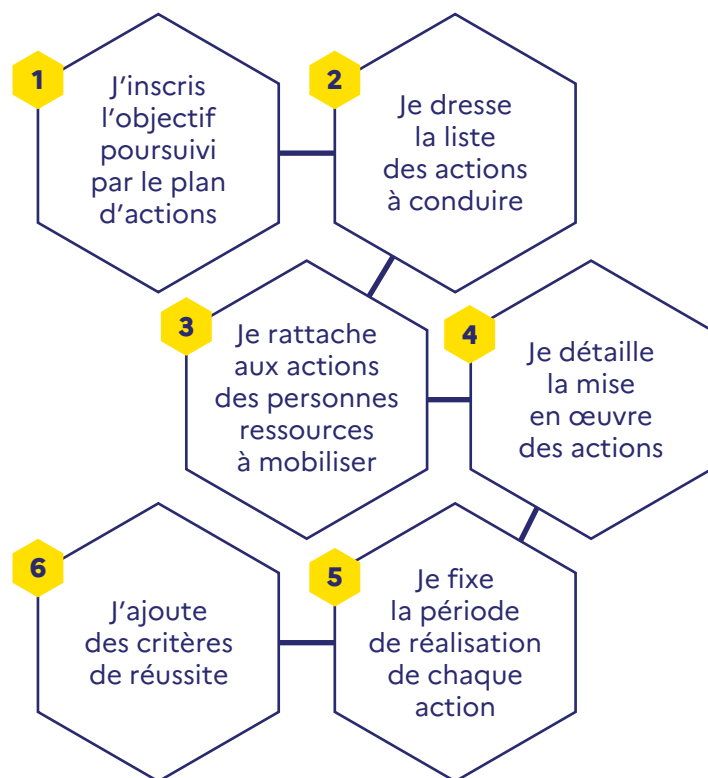 1
J’inscris
l’objectif
poursuivi
par le plan
d’actions
2
Je dresse
la liste
des actions
à conduire
3
Je rattache
aux actions
des personnes
ressources
à mobiliser
4
Je détaille
la mise
en œuvre
des actions
5
Je fixe
la période
de réalisation
de chaque
action
6
J’ajoute
des critères
de réussite